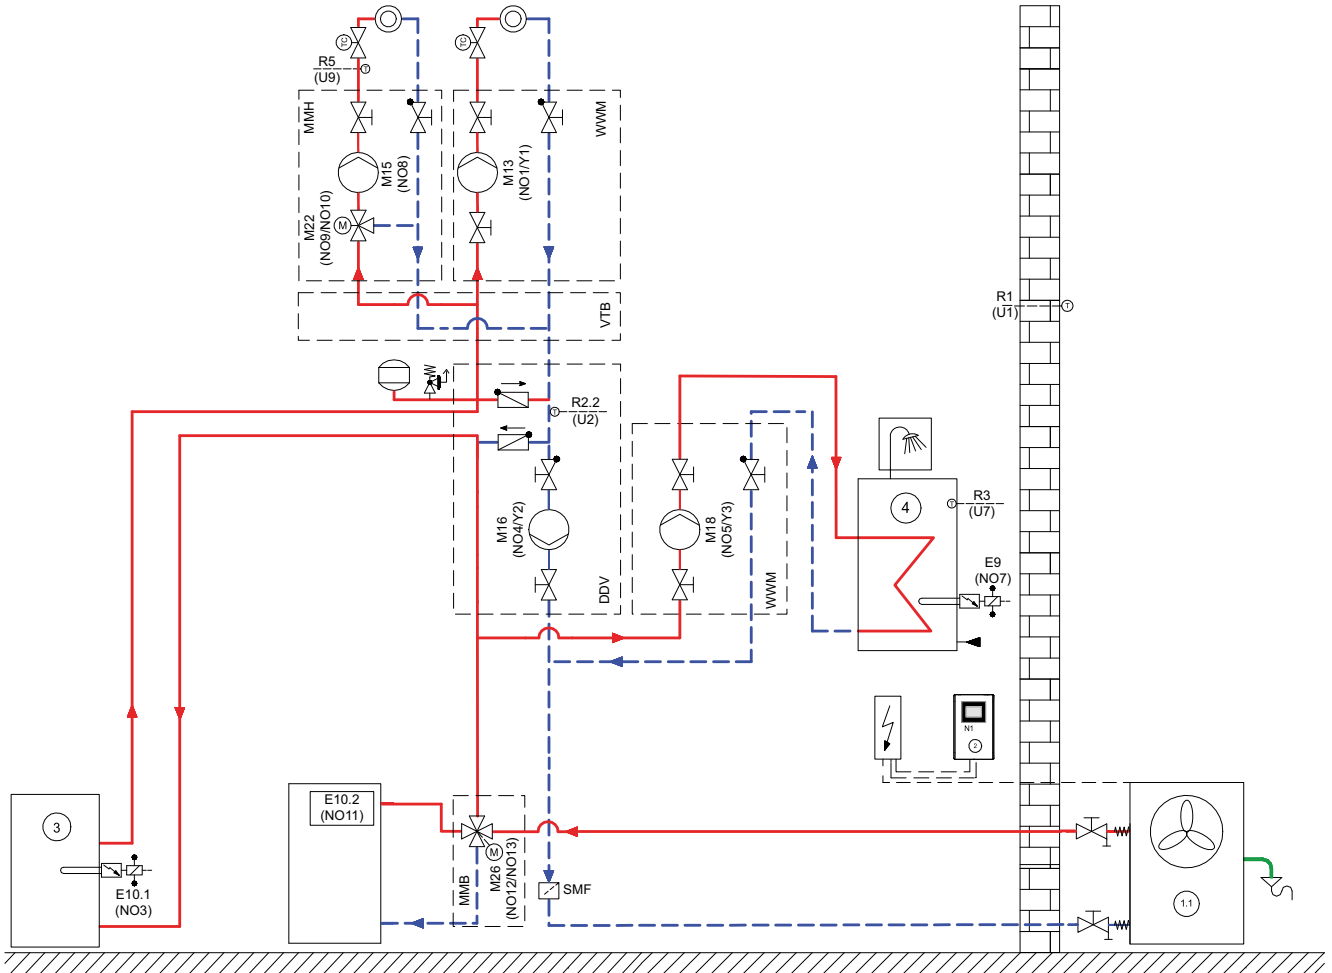 TC
TC
R5
(U9)
T
MMH
WWM
M15
(NO8)
M13
(NO1/Y1)
M22
(NO9/NO10)
M
VTB
R1
(U1)
T
R2.2
(U2)
T
M16
(NO4/Y2)
DDV
M18
(NO5/Y3)
WWM
4
R3
(U7)
T
E9
(NO7)
N1
2
3
E10.1
(NO3)
E10.2
(NO11)
M
MMB
M26
(NO12/NO13)
SMF
1.1